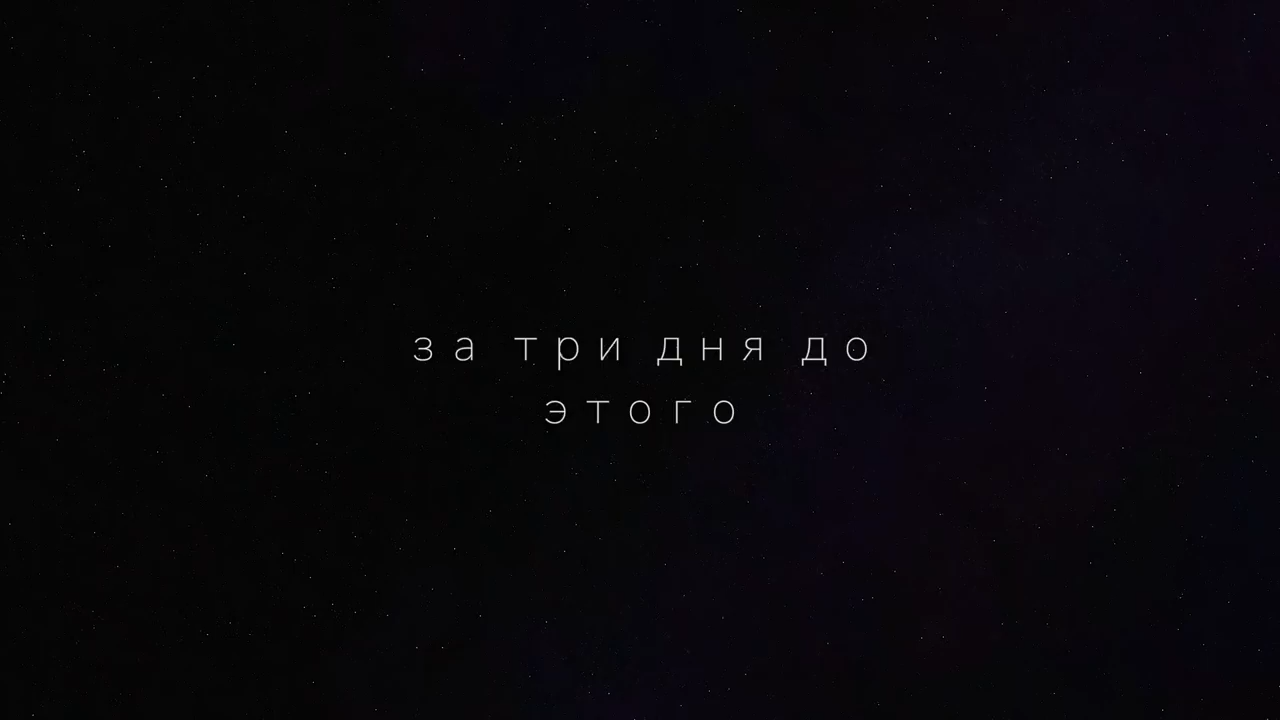 за три дня до
этого